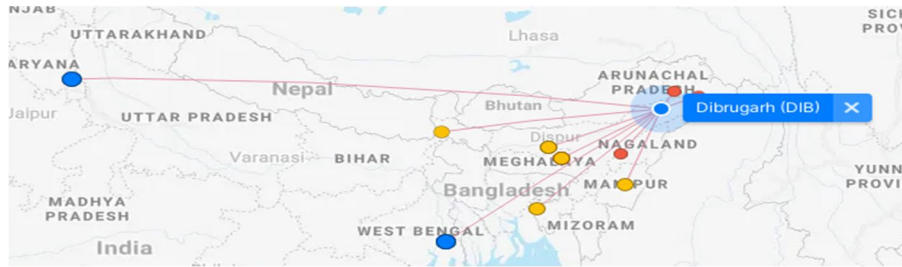 NJAB
UTTARAKHAND
Lhasa
SICH
PRO
ARYANA
ARUNACHAL
PRADESH
Nepal
Bhutan
Dibrugarh (DIB) ✕
Jaipur
UTTAR PRADESH
Dispur
NAGALAND
Varanasi
BIHAR
MEGHALAYA
YUNN
PROVI
MADHYA
PRADESH
Bangladesh
MANIPUR
WEST BENGAL
MIZORAM
India